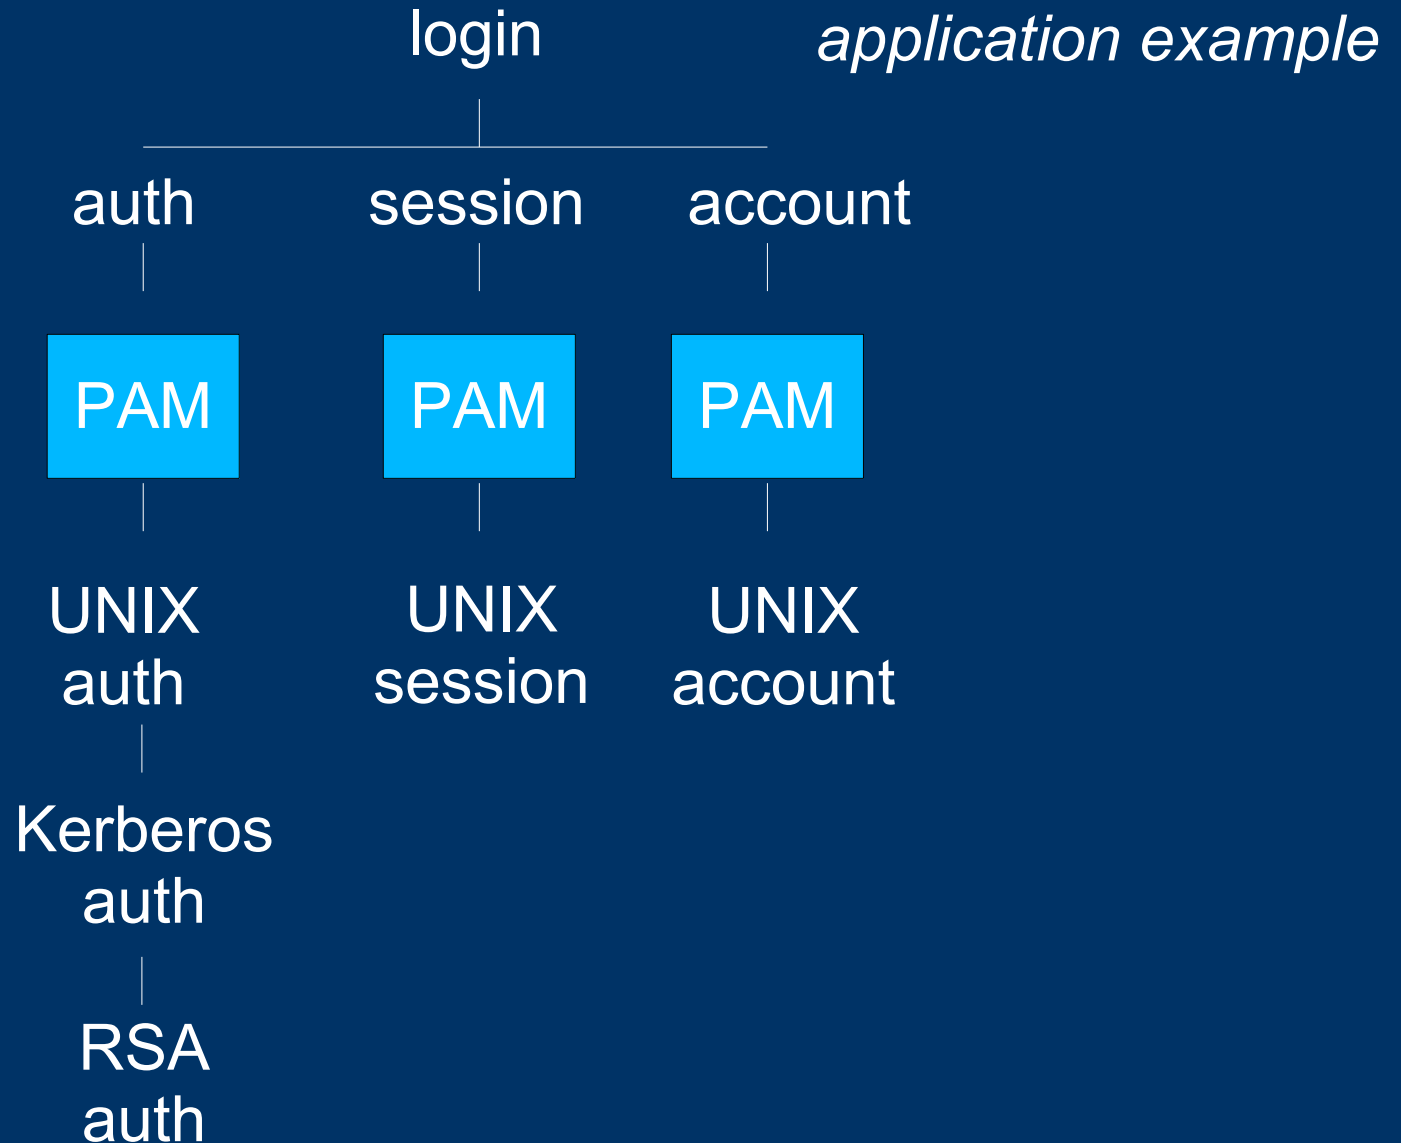 login
application example
auth
session
account
PAM
PAM
PAM
UNIX
auth
UNIX
session
UNIX
account
Kerberos
auth
RSA
auth